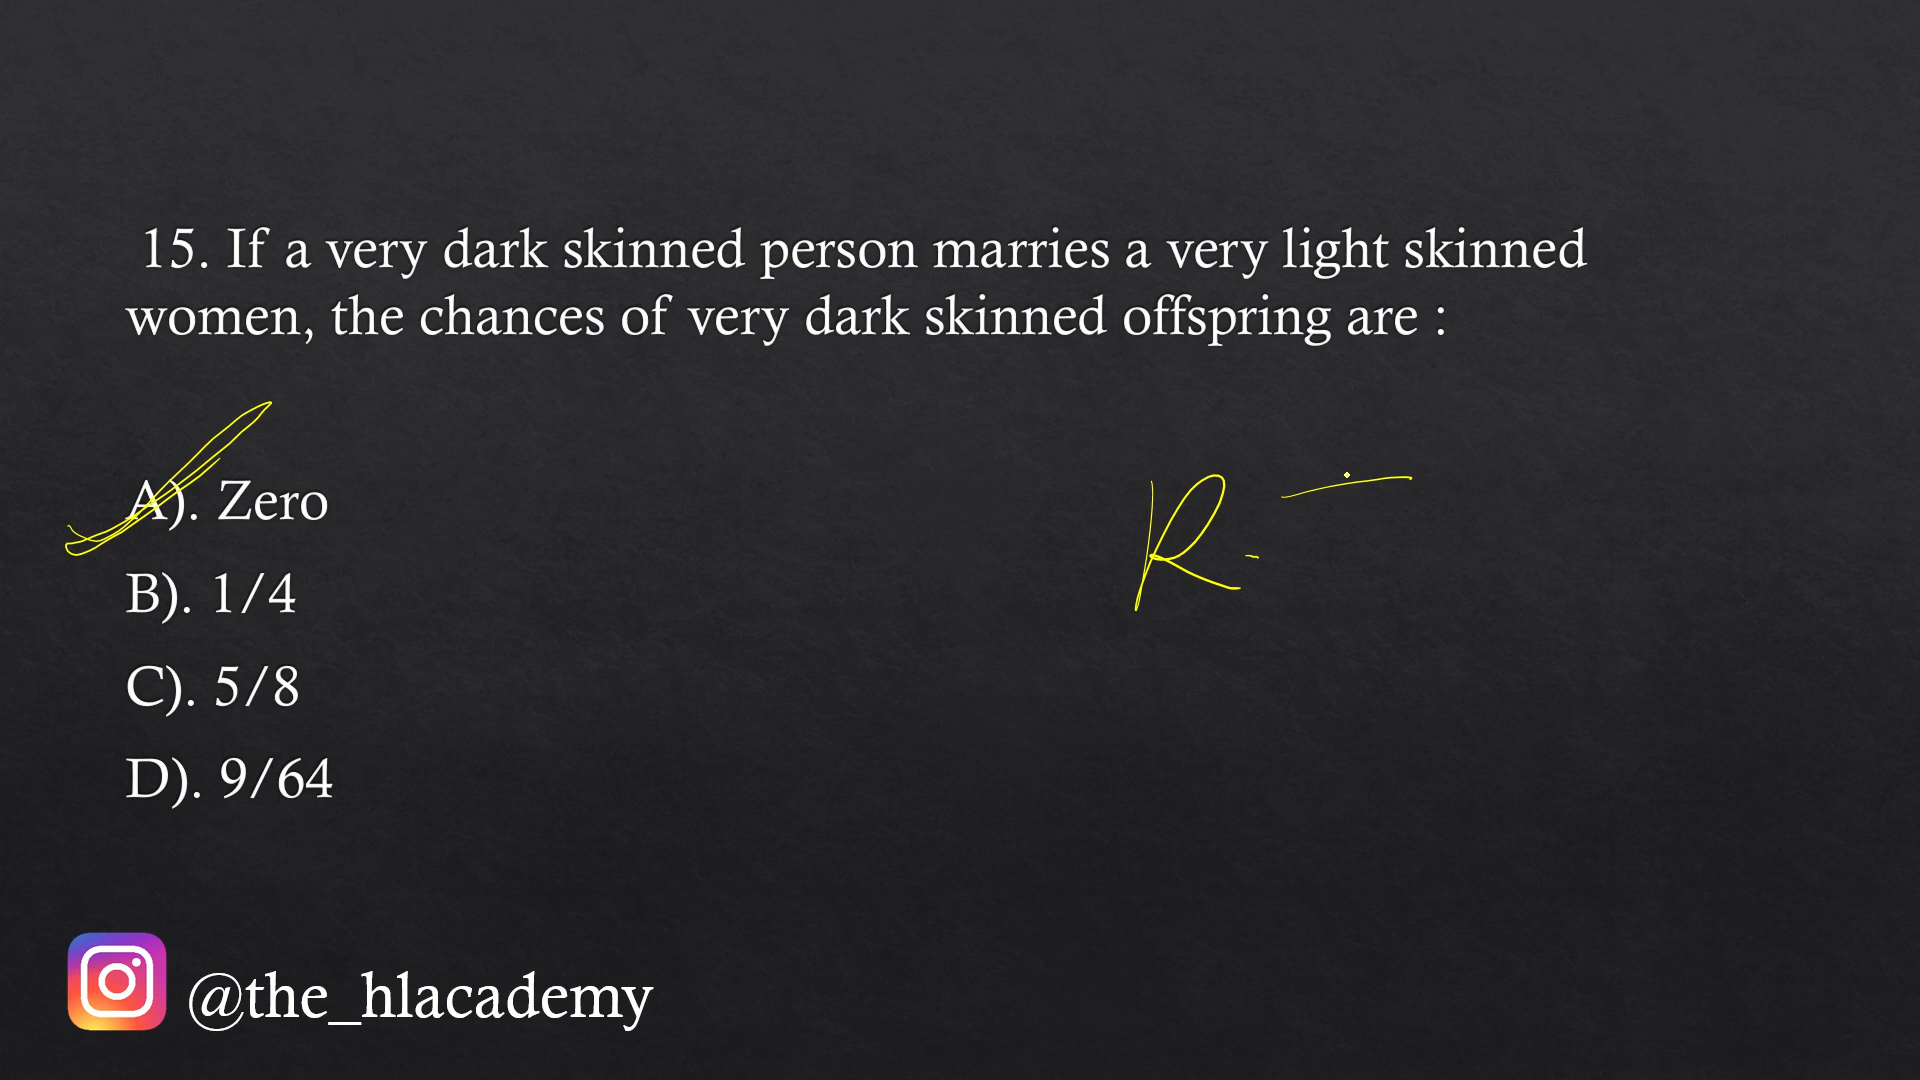 15. If a very dark skinned person marries a very light skinned
women, the chances of very dark skinned offspring are :
A). Zero
R -
B). 1/4
C). 5/8
D). 9/64
@the_hlacademy